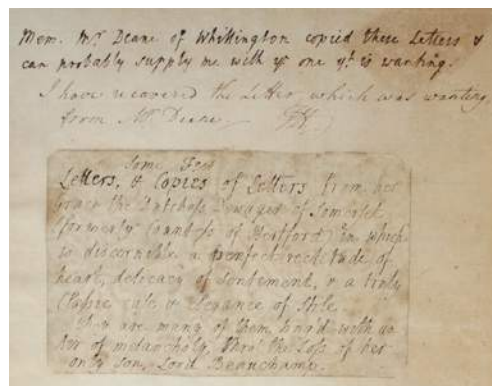 Mem. Mr Deane of Whittington copied these Letters &
can probably supply me with ye one yt is wanting.
I have recovered the Letter which was wanting
from Mr Deane.
Some Few
Letters, & Copies of Letters from her
Grace the Dutchess Dowager of Somerset
(formerly Countess of Hertford) in which
is discernible a perfect rectitude of
heart, delicacy of sentiment, & a truly
Classic ease & elegance of Stile.
They are many of them, with an
Air of melancholy, thro' the Loss of her
only son, Lord Beauchamp.